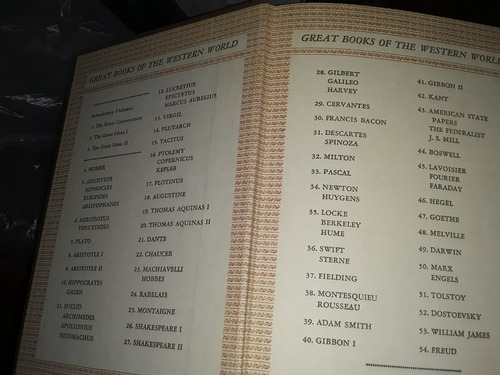 GREAT BOOKS OF THE WESTERN WORLD
Introductory Volumes:
1. The Great Conversation
2. The Great Ideas I
3. The Great Ideas II
4. HOMER
5. AESCHYLUS
SOPHOCLES
EURIPIDES
ARISTOPHANES
6. HERODOTUS
THUCYDIDES
7. PLATO
8. ARISTOTLE I
9. ARISTOTLE II
10. HIPPOCRATES
GALEN
11. EUCLID
ARCHIMEDES
APOLLONIUS
NICOMACHUS
12. LUCRETIUS
EPICTETUS
MARCUS AURELIUS
13. VIRGIL
14. PLUTARCH
15. TACITUS
16. PTOLEMY
COPERNICUS
KEPLER
17. PLOTINUS
18. AUGUSTINE
19. THOMAS AQUINAS I
20. THOMAS AQUINAS II
21. DANTE
22. CHAUCER
23. MACHIAVELLI
HOBBES
24. RABELAIS
25. MONTAIGNE
26. SHAKESPEARE I
27. SHAKESPEARE II
GREAT BOOKS OF THE WESTERN
28. GILBERT
GALILEO
HARVEY
29. CERVANTES
30. FRANCIS BACON
31. DESCARTES
SPINOZA
32. MILTON
33. PASCAL
34. NEWTON
HUYGENS
35. LOCKE
BERKELEY
HUME
36. SWIFT
STERNE
37. FIELDING
38. MONTESQUIEU
ROUSSEAU
39. ADAM SMITH
40. GIBBON I
41. GIBBON II
42. KANT
43. AMERICAN STATE
PAPERS
THE FEDERALIST
J. S. MILL
44. BOSWELL
45. LAVOISIER
FOURIER
FARADAY
46. HEGEL
47. GOETHE
48. MELVILLE
49. DARWIN
50. MARX
ENGELS
51. TOLSTOY
52. DOSTOEVSKY
53. WILLIAM JAMES
54. FREUD